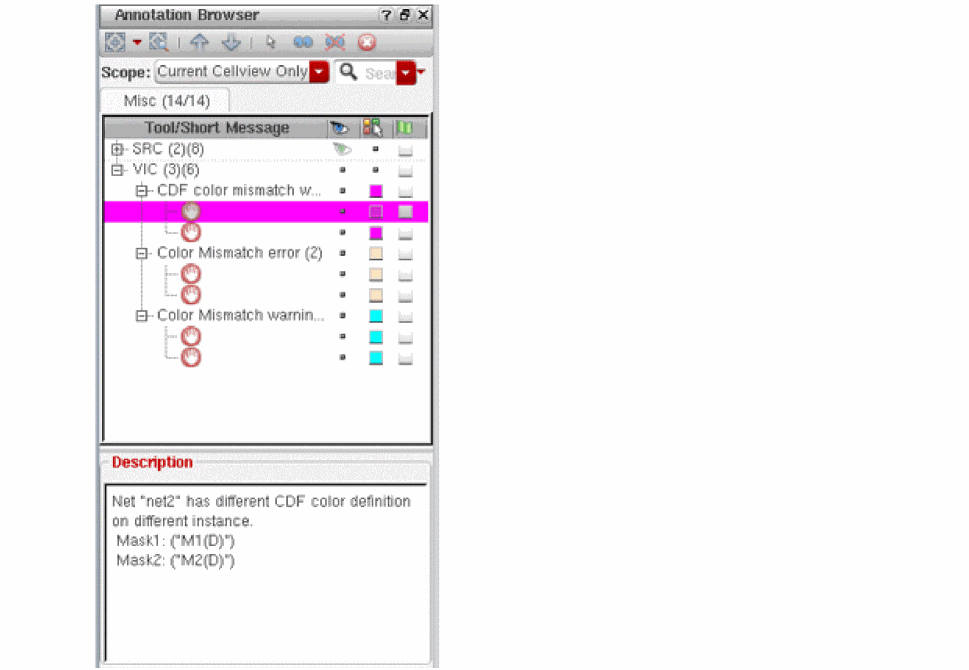 Annotation Browser
Scope: Current Cellview Only Sea
Misc (14/14)
Tool/Short Message
SRC (2)(8)
VIC (3)(6)
CDF color mismatch w...
Color Mismatch error (2)
Color Mismatch warnin...
Description
Net "net2" has different CDF color definition
on different instance.
Mask1: ("M1(D)")
Mask2: ("M2(D)")